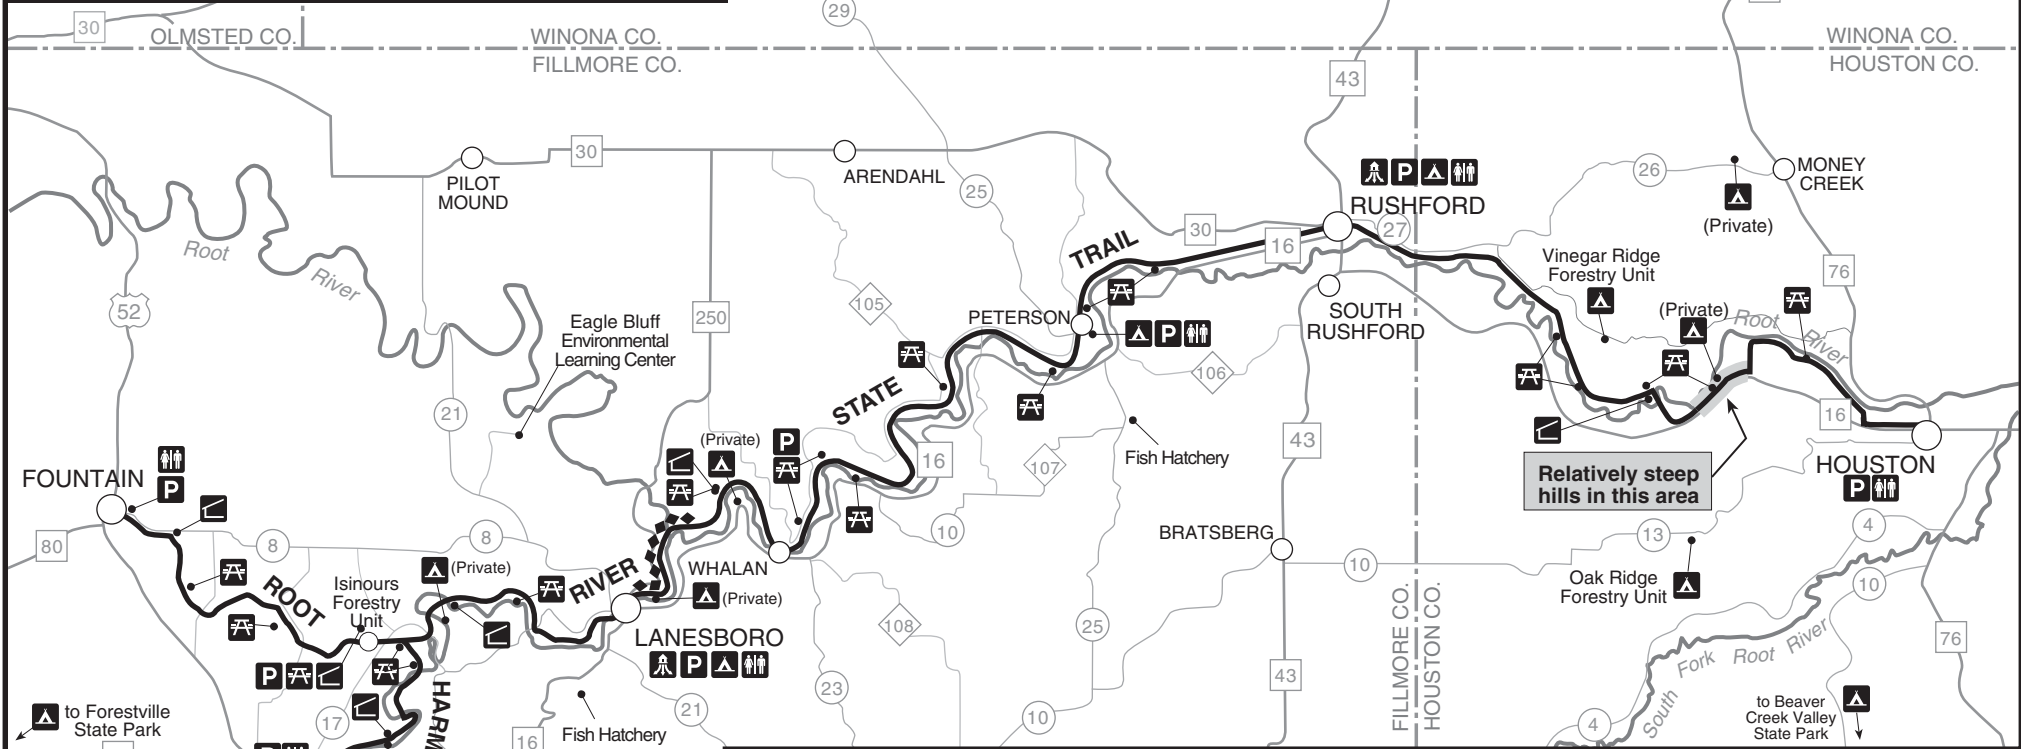 29
30
OLMSTED CO.
WINONA CO.
FILLMORE CO.
WINONA CO.
HOUSTON CO.
43
30
PILOT
MOUND
ARENDAHL
25
P
RUSHFORD
26
MONEY
CREEK
(Private)
Root
River
52
250
105
TRAIL
30
16
27
76
Vinegar Ridge
Forestry Unit
(Private)
Root
River
PETERSON
P
SOUTH
RUSHFORD
106
Eagle Bluff
Environmental
Learning Center
21
STATE
16
107
Fish Hatchery
43
16
HOUSTON
P
Relatively steep
hills in this area
(Private)
P
FOUNTAIN
P
80
8
8
10
BRATSBERG
10
13
4
10
Oak Ridge
Forestry Unit
ROOT
Isinours
Forestry
Unit
(Private)
RIVER
WHALAN
(Private)
LANESBORO
P
108
25
FILLMORE CO.
HOUSTON CO.
76
South
Fork
Root
River
P
HARM
17
21
23
10
43
4
to Forestville
State Park
16
Fish Hatchery
to Beaver
Creek Valley
State Park